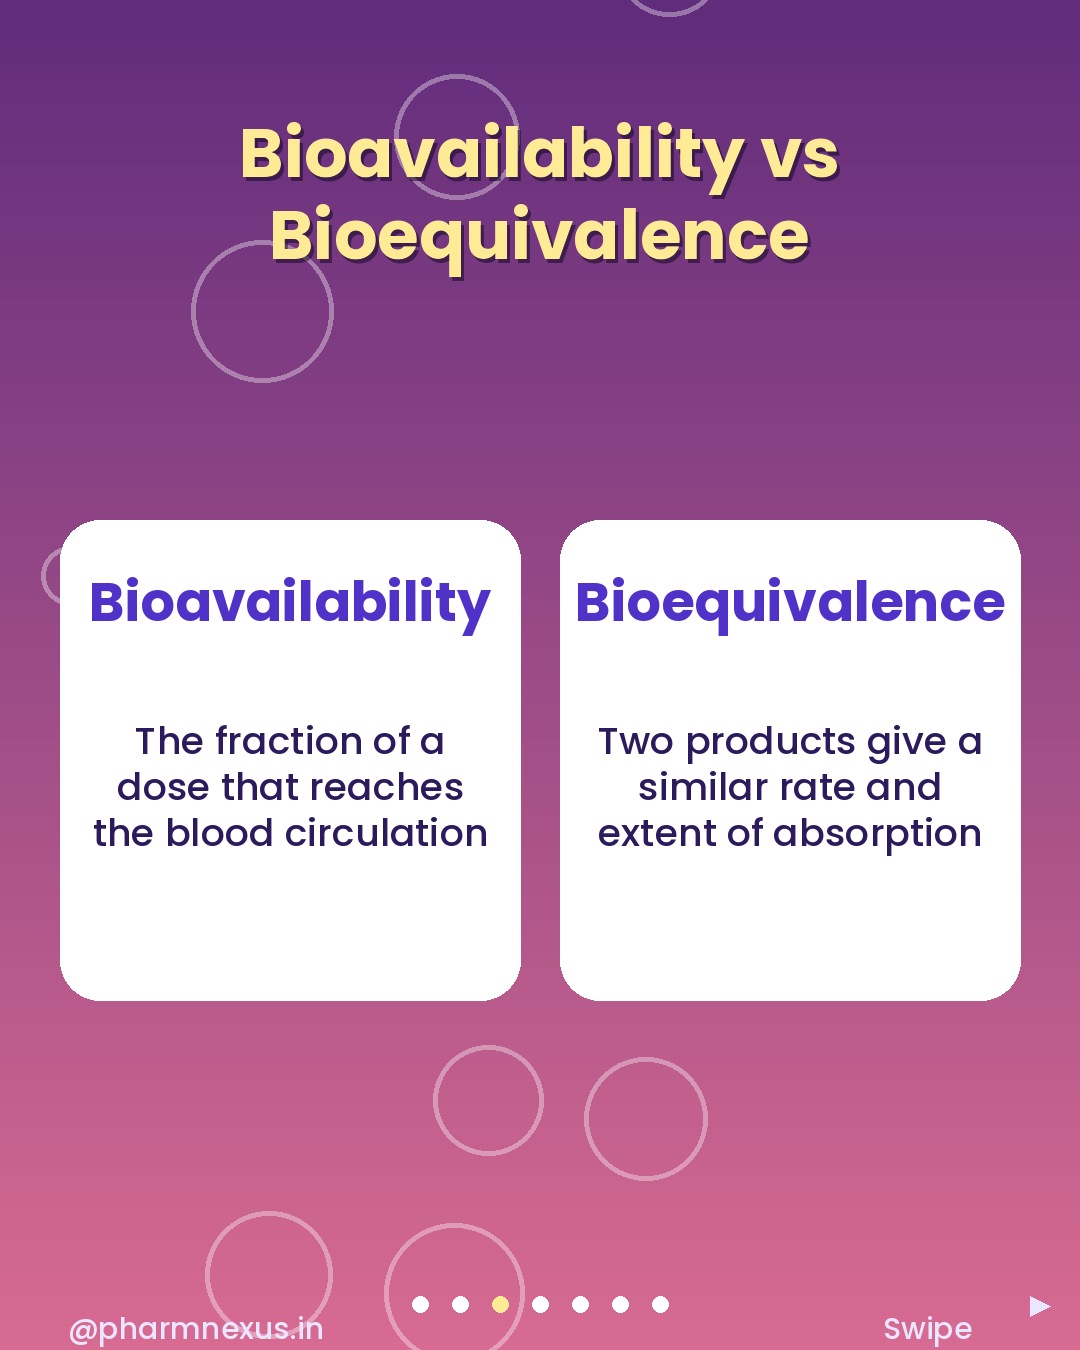 Bioavailability vs
Bioequivalence
Bioavailability
The fraction of a
dose that reaches
the blood circulation
Bioequivalence
Two products give a
similar rate and
extent of absorption
@pharmnexus.in
Swipe